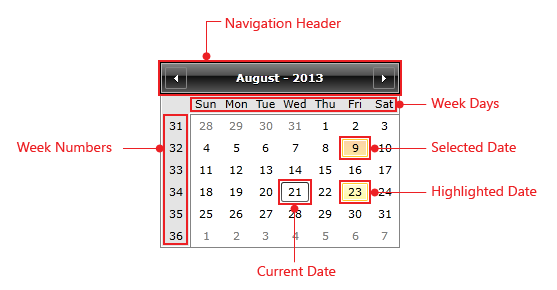 Navigation Header
August - 2013
Sun Mon Tue Wed Thu Fri Sat
Week Days
31 28 29 30 31 1 2 3
Week Numbers
32 4 5 6 7 8 9 10
Selected Date
33 11 12 13 14 15 16 17
34 18 19 20 21 22 23 24
Highlighted Date
35 25 26 27 28 29 30 31
36 1 2 3 4 5 6 7
Current Date